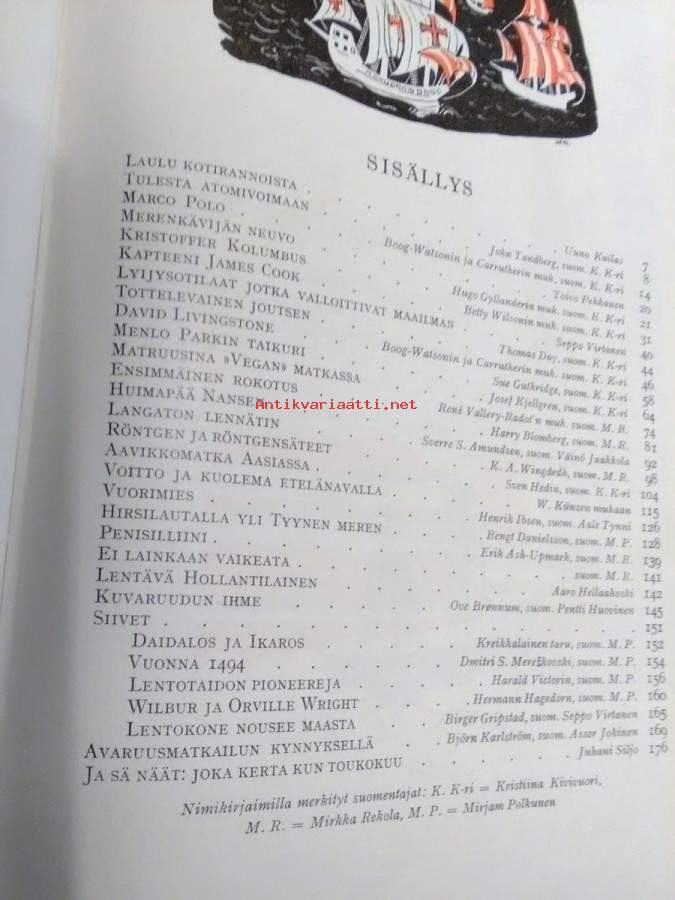 SISÄLLYS
LAULU KOTIRANNOISTA . . . . . Uuno Kailas 7
TULESTA ATOMIVOIMAAN . . . John Tandberg, suom. K. K-ri 8
MARCO POLO . . . Boog-Watsonin ja Carrutherin muk. suom. K. K-ri 14
MERENKÄVIJÄN NEUVO . . . . . Toivo Pekkanen 20
KRISTOFFER KOLUMBUS . . Hugo Gyllanderin muk. suom. K. K-ri 21
KAPTEENI JAMES COOK . . . Betty Wilsonin muk. suom. K. K-ri 31
LYIJYSOTILAAT JOTKA VALLOITTIVAT MAAILMAN . Seppo Virtanen 40
TOTTELEVAINEN JOUTSEN . . . Thomas Day, suom. K. K-ri 44
DAVID LIVINGSTONE . Boog-Watsonin ja Carrutherin muk. suom. K. K-ri 46
MENLO PARKIN TAIKURI . . . Sue Guthridge, suom. K. K-ri 58
MATRUUSINA »VEGAN» MATKASSA . Josef Kjellgren, suom. K. K-ri 64
ENSIMMÄINEN ROKOTUS . . René Vallery-Radot'n muk. suom. M. R. 74
HUIMAPÄÄ NANSEN . . . . Harry Blomberg, suom. M. R. 81
LANGATON LENNÄTIN . . Sverre S. Amundsen, suom. Väinö Jaakkola 92
RÖNTGEN JA RÖNTGENSÄTEET . . K. A. Wingårdh, suom. M. R. 98
AAVIKKOMATKA AASIASSA . . . . Sven Hedin, suom. K. K-ri 104
VOITTO JA KUOLEMA ETELÄNAVALLA . . . W. Künsen mukaan 115
VUORIMIES . . . . . Henrik Ibsen, suom. Aale Tynni 126
HIRSILAUTALLA YLI TYYNEN MEREN . Bengt Danielsson, suom. M. P. 128
PENISILLIINI . . . . . Erik Ask-Upmark, suom. M. P. 139
EI LAINKAAN VAIKEATA . . . . . suom. M. R. 141
LENTÄVÄ HOLLANTILAINEN . . . . . Aaro Hellaakoski 142
KUVARUUDUN IHME . . . . Ove Brønnum, suom. Pentti Huovinen 145
SIIVET . . . . . . . . 151
DAIDALOS JA IKAROS . . . Kreikkalainen taru, suom. M. P. 152
VUONNA 1494 . . . . Dmitri S. Merežkovski, suom. M. P. 154
LENTOTAIDON PIONEEREJA . . . Harald Victorin, suom. M. P. 156
WILBUR JA ORVILLE WRIGHT . . Hermann Hagedorn, suom. M. P. 160
LENTOKONE NOUSEE MAASTA . . Birger Gripstad, suom. Seppo Virtanen 165
AVARUUSMATKAILUN KYNNYKSELLÄ . . Björn Karlström, suom. Asser Jokinen 169
JA SÄ NÄÄT: JOKA KERTA KUN TOUKOKUU . . . . Juhani Siljo 176
Nimikirjaimilla merkityt suomentajat: K. K-ri = Kristiina Kivivuori,
M. R. = Mirkka Rekola, M. P. = Mirjam Polkunen
Antikvariaatti.net